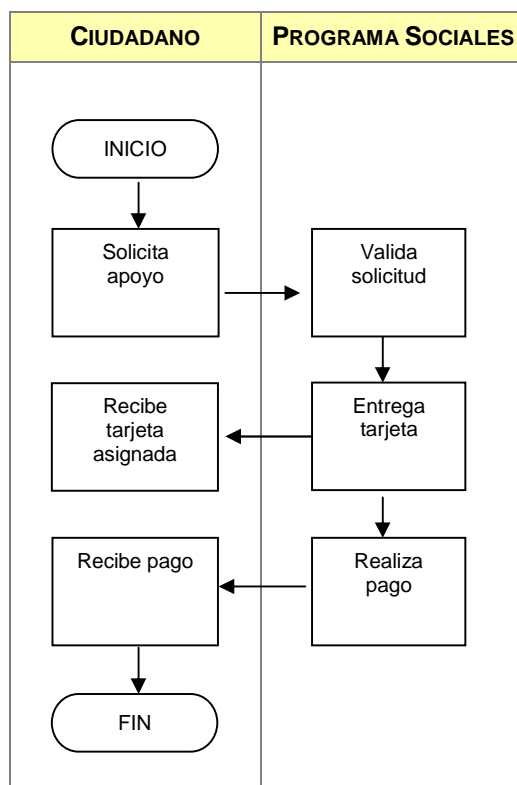 CIUDADANO
PROGRAMA SOCIALES
INICIO
Solicita
apoyo
Valida
solicitud
Recibe
tarjeta
asignada
Entrega
tarjeta
Recibe pago
Realiza
pago
FIN